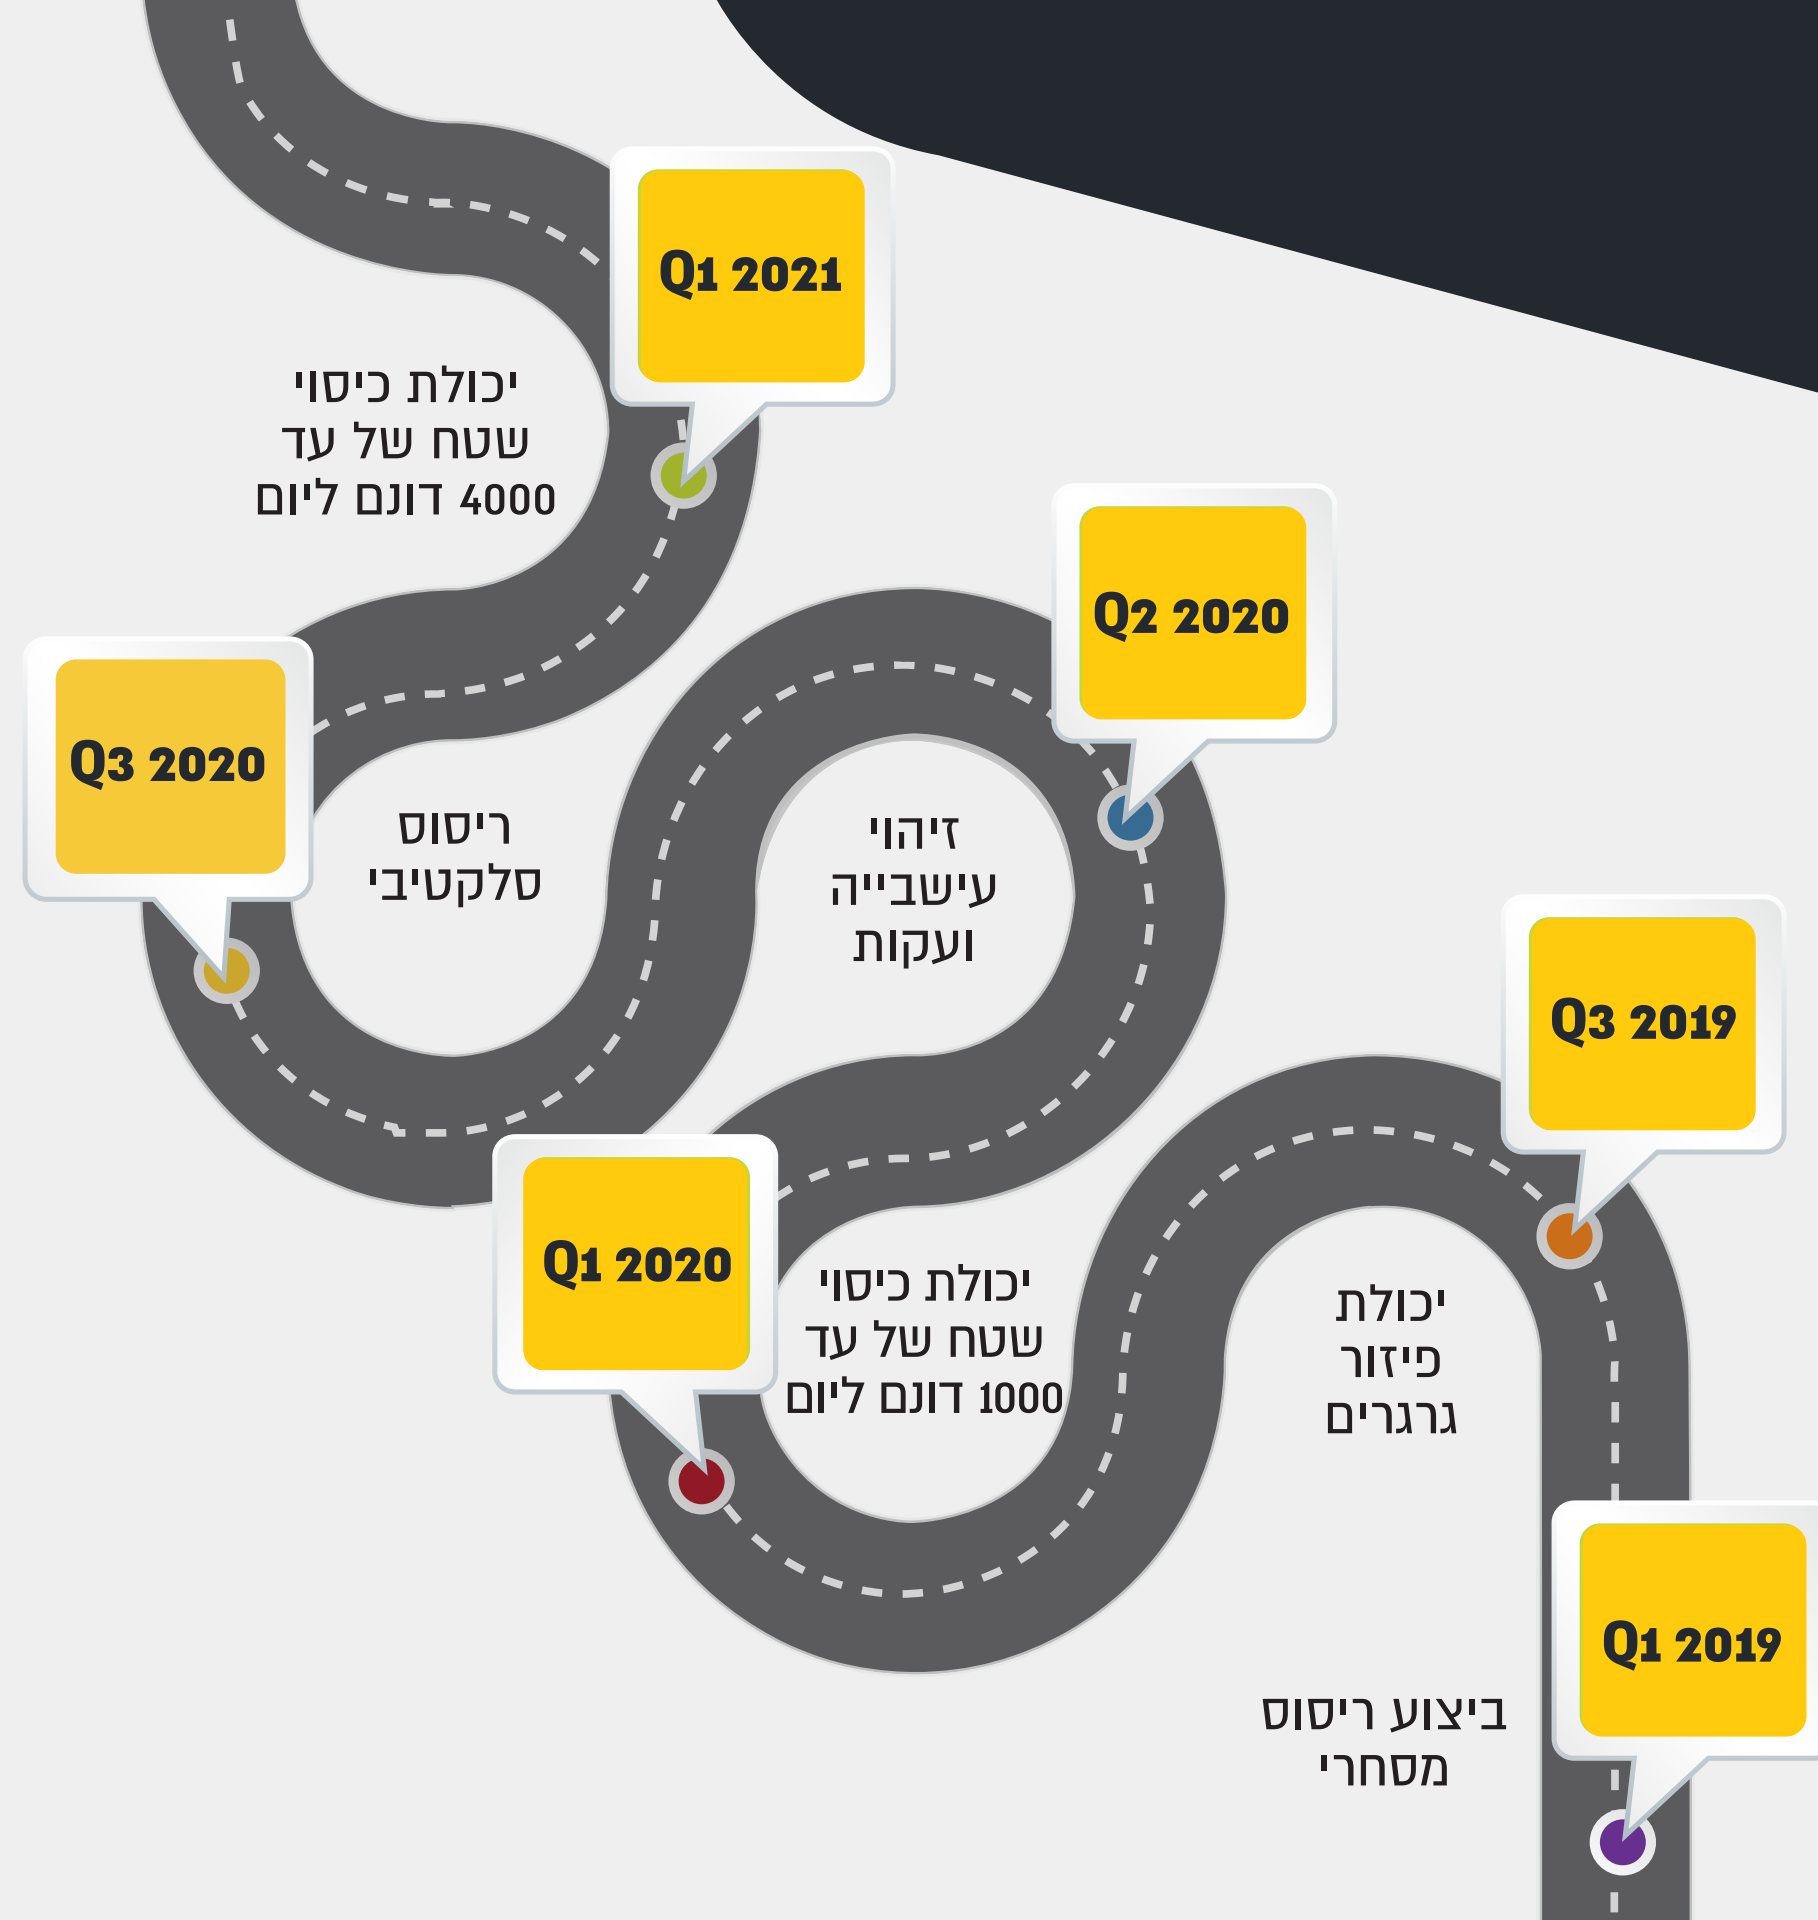 Q1 2021
יכולת כיסוי
שטח של עד
4000 דונם ליום
Q2 2020
Q3 2020
ריסוס
סלקטיבי
זיהוי
עישבייה
ועקות
Q3 2019
Q1 2020
יכולת כיסוי
שטח של עד
1000 דונם ליום
יכולת
פיזור
גרגרים
Q1 2019
ביצוע ריסוס
מסחרי